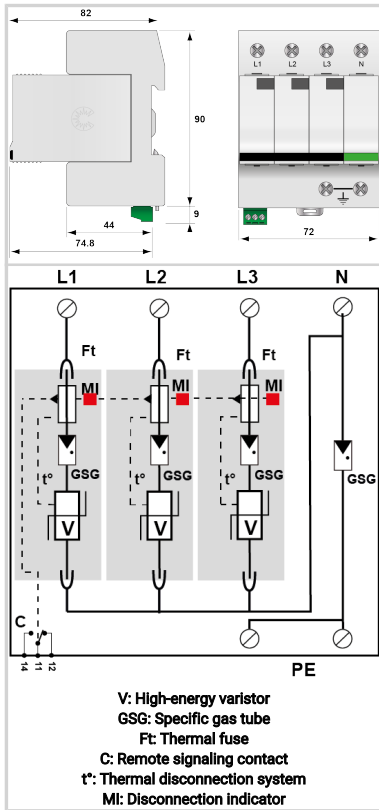 82
90
9
44
74.8
L1 L2 L3 N
72
L1 L2 L3 N
Ft Ft Ft
MI MI MI
GSG GSG GSG GSG
t° t° t°
V V V
C
14 11 12
PE
V: High-energy varistor
GSG: Specific gas tube
Ft: Thermal fuse
C: Remote signaling contact
t°: Thermal disconnection system
MI: Disconnection indicator